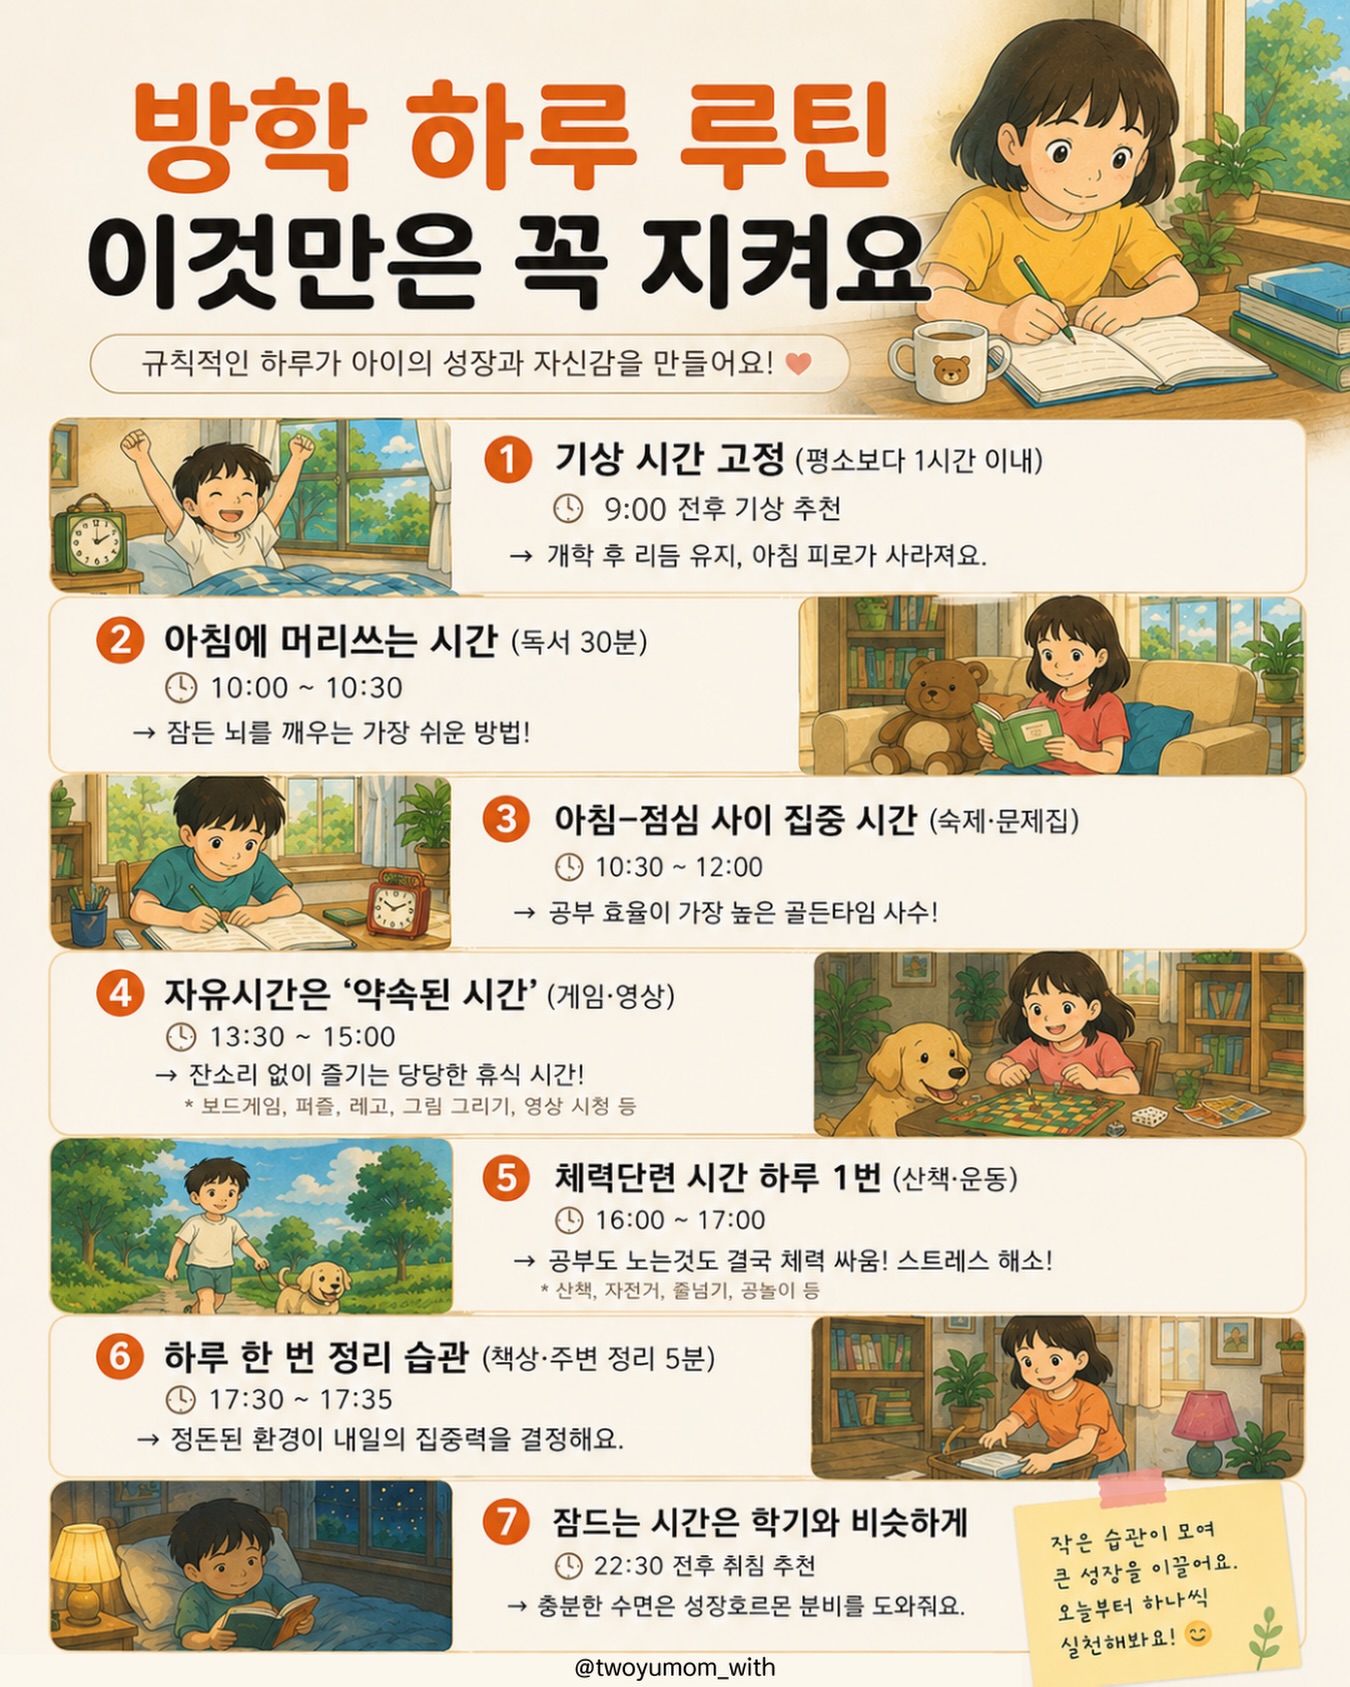 방학 하루 루틴
이것만은 꼭 지켜요
규칙적인 하루가 아이의 성장과 자신감을 만들어요!
1 기상 시간 고정 (평소보다 1시간 이내)
9:00 전후 기상 추천
→ 개학 후 리듬 유지, 아침 피로가 사라져요.
2 아침에 머리쓰는 시간 (독서 30분)
10:00 ~ 10:30
→ 잠든 뇌를 깨우는 가장 쉬운 방법!
3 아침–점심 사이 집중 시간 (숙제·문제집)
10:30 ~ 12:00
→ 공부 효율이 가장 높은 골든타임 사수!
4 자유시간은 ‘약속된 시간’ (게임·영상)
13:30 ~ 15:00
→ 잔소리 없이 즐기는 당당한 휴식 시간!
* 보드게임, 퍼즐, 레고, 그림 그리기, 영상 시청 등
5 체력단련 시간 하루 1번 (산책·운동)
16:00 ~ 17:00
→ 공부도 노는것도 결국 체력 싸움! 스트레스 해소!
* 산책, 자전거, 줄넘기, 공놀이 등
6 하루 한 번 정리 습관 (책상·주변 정리 5분)
17:30 ~ 17:35
→ 정돈된 환경이 내일의 집중력을 결정해요.
7 잠드는 시간은 학기와 비슷하게
22:30 전후 취침 추천
→ 충분한 수면은 성장호르몬 분비를 도와줘요.
작은 습관이 모여
큰 성장을 이끌어요.
오늘부터 하나씩
실천해봐요!
@twoyumom_with